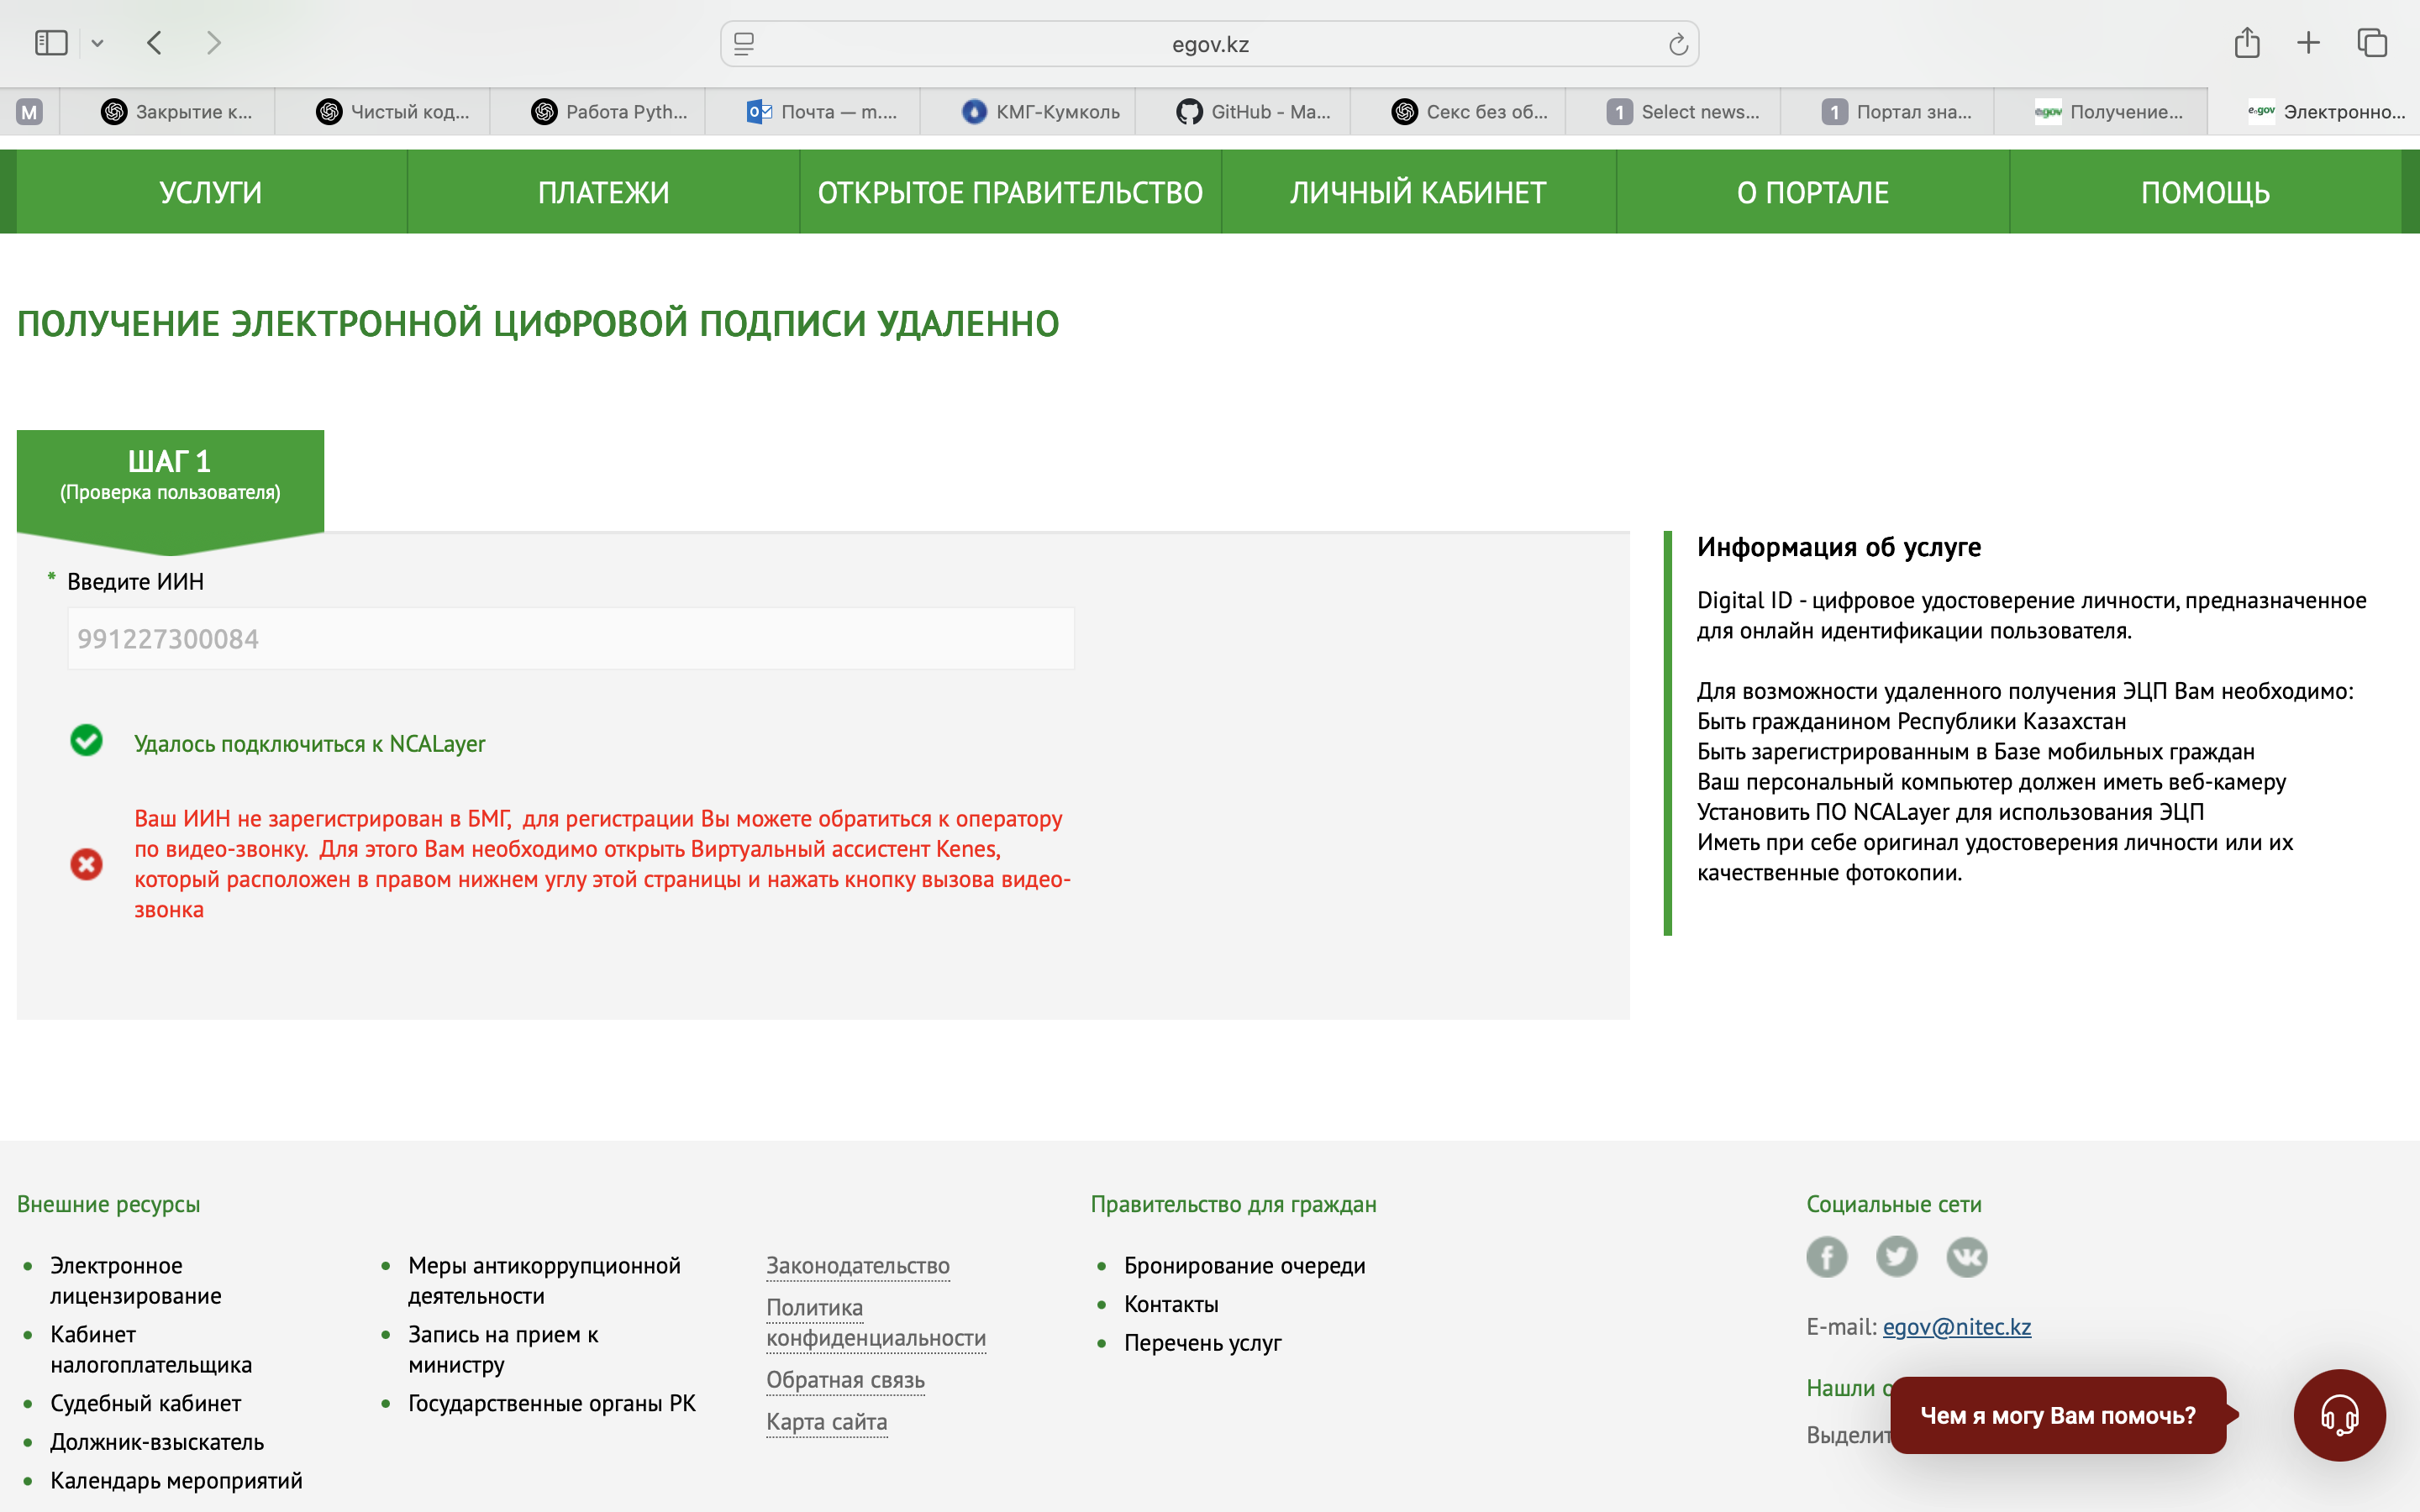 egov.kz
M
Закрытие к...
Чистый код...
Работа Pyth...
Почта — m....
КМГ-Кумколь
GitHub - Ma...
Секс без об...
1 Select news...
1 Портал зна...
egov Получение...
e.gov Электронно...
УСЛУГИ
ПЛАТЕЖИ
ОТКРЫТОЕ ПРАВИТЕЛЬСТВО
ЛИЧНЫЙ КАБИНЕТ
О ПОРТАЛЕ
ПОМОЩЬ
ПОЛУЧЕНИЕ ЭЛЕКТРОННОЙ ЦИФРОВОЙ ПОДПИСИ УДАЛЕННО
ШАГ 1
(Проверка пользователя)
* Введите ИИН
991227300084
Удалось подключиться к NCALayer
Ваш ИИН не зарегистрирован в БМГ, для регистрации Вы можете обратиться к оператору
по видео-звонку. Для этого Вам необходимо открыть Виртуальный ассистент Kenes,
который расположен в правом нижнем углу этой страницы и нажать кнопку вызова видео-
звонка
Информация об услуге
Digital ID - цифровое удостоверение личности, предназначенное
для онлайн идентификации пользователя.
Для возможности удаленного получения ЭЦП Вам необходимо:
Быть гражданином Республики Казахстан
Быть зарегистрированным в Базе мобильных граждан
Ваш персональный компьютер должен иметь веб-камеру
Установить ПО NCALayer для использования ЭЦП
Иметь при себе оригинал удостоверения личности или их
качественные фотокопии.
Внешние ресурсы
Электронное
лицензирование
Кабинет
налогоплательщика
Судебный кабинет
Должник-взыскатель
Календарь мероприятий
Меры антикоррупционной
деятельности
Запись на прием к
министру
Государственные органы РК
Законодательство
Политика
конфиденциальности
Обратная связь
Карта сайта
Правительство для граждан
Бронирование очереди
Контакты
Перечень услуг
Социальные сети
E-mail: egov@nitec.kz
Нашли о
Выделит
Чем я могу Вам помочь?